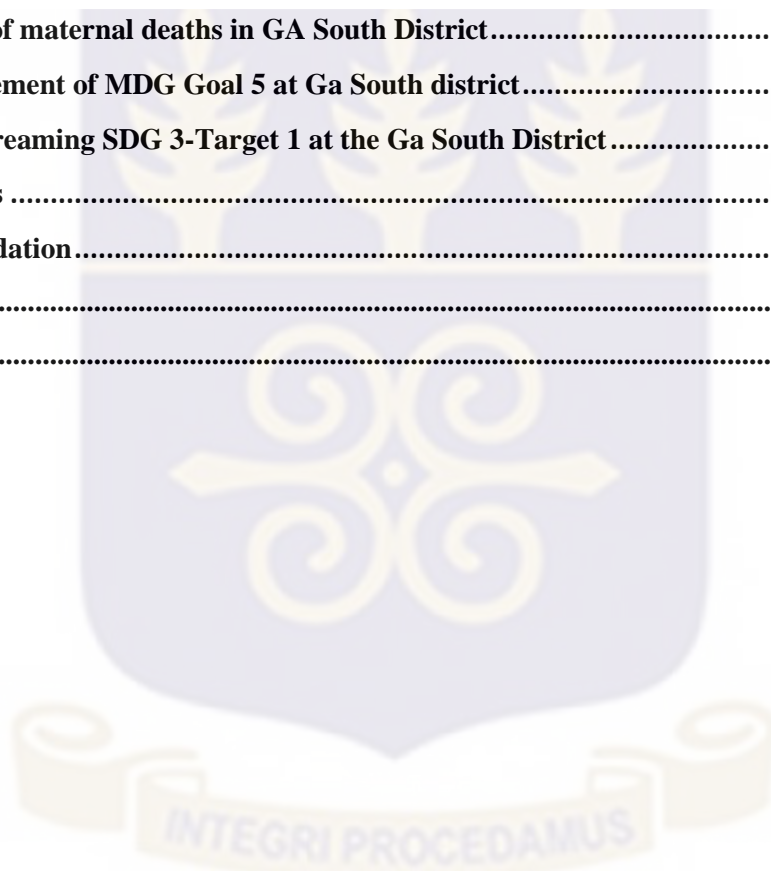 of maternal deaths in GA South District..............................
ement of MDG Goal 5 at Ga South district..............................
reaming SDG 3-Target 1 at the Ga South District..............................
s ..............................
dation..............................
..............................
..............................
INTEGRI PROCEDAMUS